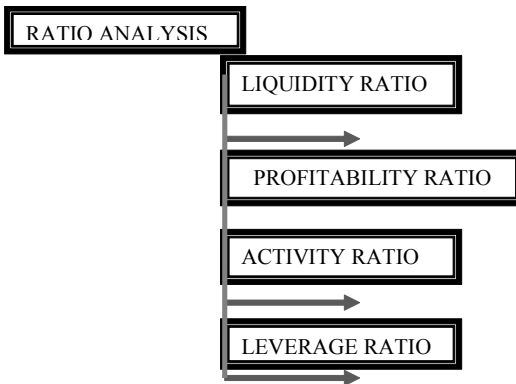 RATIO ANALYSIS
LIQUIDITY RATIO
PROFITABILITY RATIO
ACTIVITY RATIO
LEVERAGE RATIO